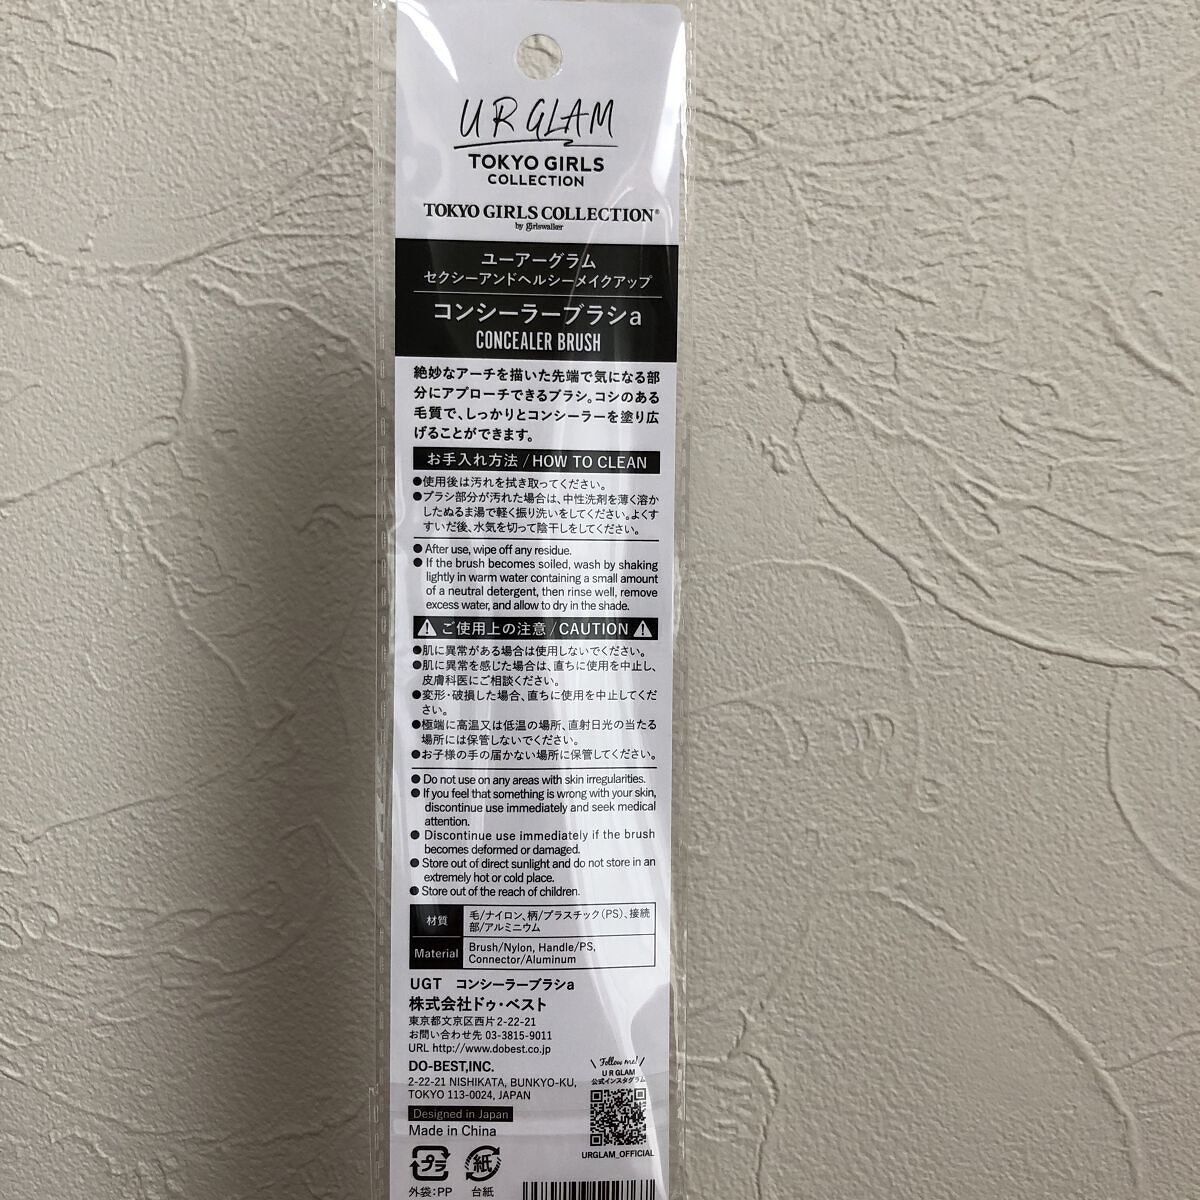 UR GLAM
TOKYO GIRLS
COLLECTION
TOKYO GIRLS COLLECTION®
by girlswalker
ユーアーグラム
セクシーアンドヘルシーメイクアップ
コンシーラーブラシa
CONCEALER BRUSH
絶妙なアーチを描いた先端で気になる部
分にアプローチできるブラシ。コシのある
毛質で、しっかりとコンシーラーを塗り広
げることができます。
お手入れ方法 / HOW TO CLEAN
●使用後は汚れを拭き取ってください。
●ブラシ部分が汚れた場合は、中性洗剤を薄く溶か
したぬるま湯で軽く振り洗いをしてください。よくす
すいだ後、水気を切って陰干しをしてください。
● After use, wipe off any residue.
● If the brush becomes soiled, wash by shaking
lightly in warm water containing a small amount
of a neutral detergent, then rinse well, remove
excess water, and allow to dry in the shade.
ご使用上の注意 / CAUTION
●肌に異常がある場合は使用しないでください。
●肌に異常を感じた場合は、直ちに使用を中止し、
皮膚科医にご相談ください。
●変形・破損した場合、直ちに使用を中止してくだ
さい。
●極端に高温又は低温の場所、直射日光の当たる
場所には保管しないでください。
●お子様の手の届かない場所に保管してください。
● Do not use on any areas with skin irregularities.
● If you feel that something is wrong with your skin,
discontinue use immediately and seek medical
attention.
● Discontinue use immediately if the brush
becomes deformed or damaged.
● Store out of direct sunlight and do not store in an
extremely hot or cold place.
● Store out of the reach of children.
材質 毛/ナイロン、柄/プラスチック(PS)、接続
部/アルミニウム
Material Brush/Nylon, Handle/PS,
Connector/Aluminum
UGT コンシーラーブラシa
株式会社ドゥ・ベスト
東京都文京区西片2-22-21
お問い合わせ先 03-3815-9011
URL http://www.dobest.co.jp
DO-BEST,INC.
2-22-21 NISHIKATA, BUNKYO-KU,
TOKYO 113-0024, JAPAN
Designed in Japan
Made in China
Follow me!
U R GLAM
公式インスタグラム
URGLAM_OFFICIAL
プラ
外装:PP
紙
台紙